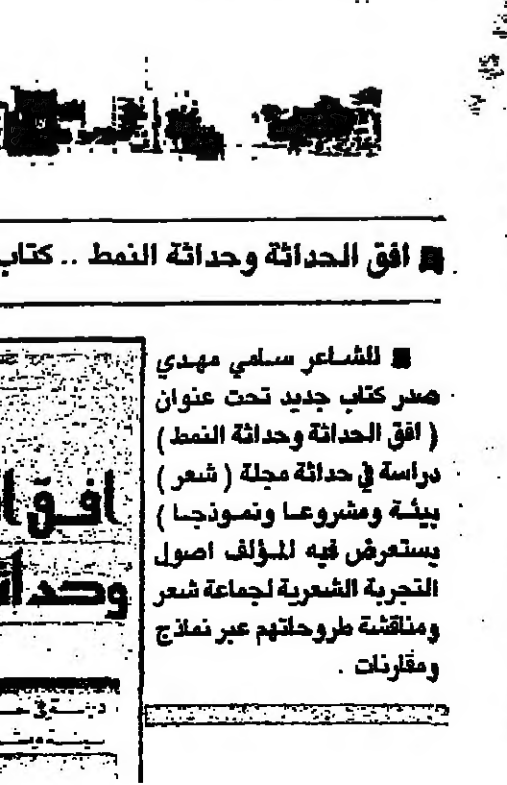 افق الحداثة وحداثة النمط .. كتاب
للشاعر سامي مهدي
صدر كتاب جديد تحت عنوان
( افق الحداثة وحداثة النمط )
دراسة في حداثة مجلة ( شعر )
بيئة ومشروعا ونموذجا )
يستعرض فيه المؤلف اصول
التجربة الشعرية لجماعة شعر
ومناقشة طروحاتهم عبر نماذج
ومقارنات .